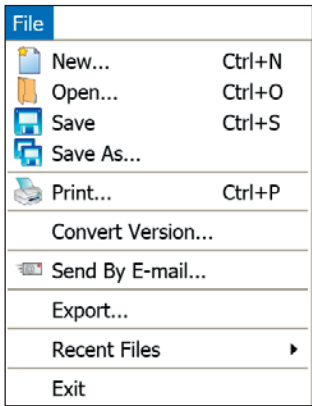 File
New... Ctrl+N
Open... Ctrl+O
Save Ctrl+S
Save As...
Print... Ctrl+P
Convert Version...
Send By E-mail...
Export...
Recent Files
Exit